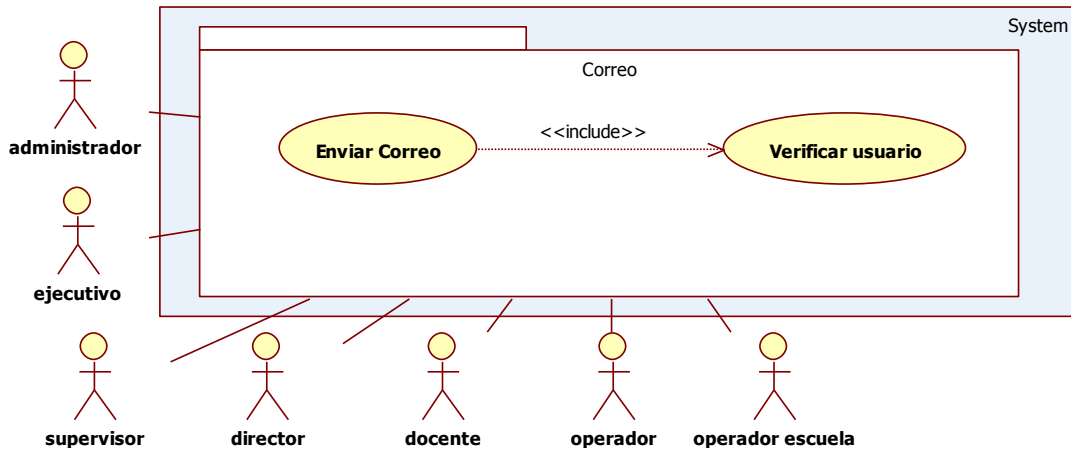 System
Correo
<<include>>
Enviar Correo
Verificar usuario
administrador
ejecutivo
supervisor
director
docente
operador
operador escuela